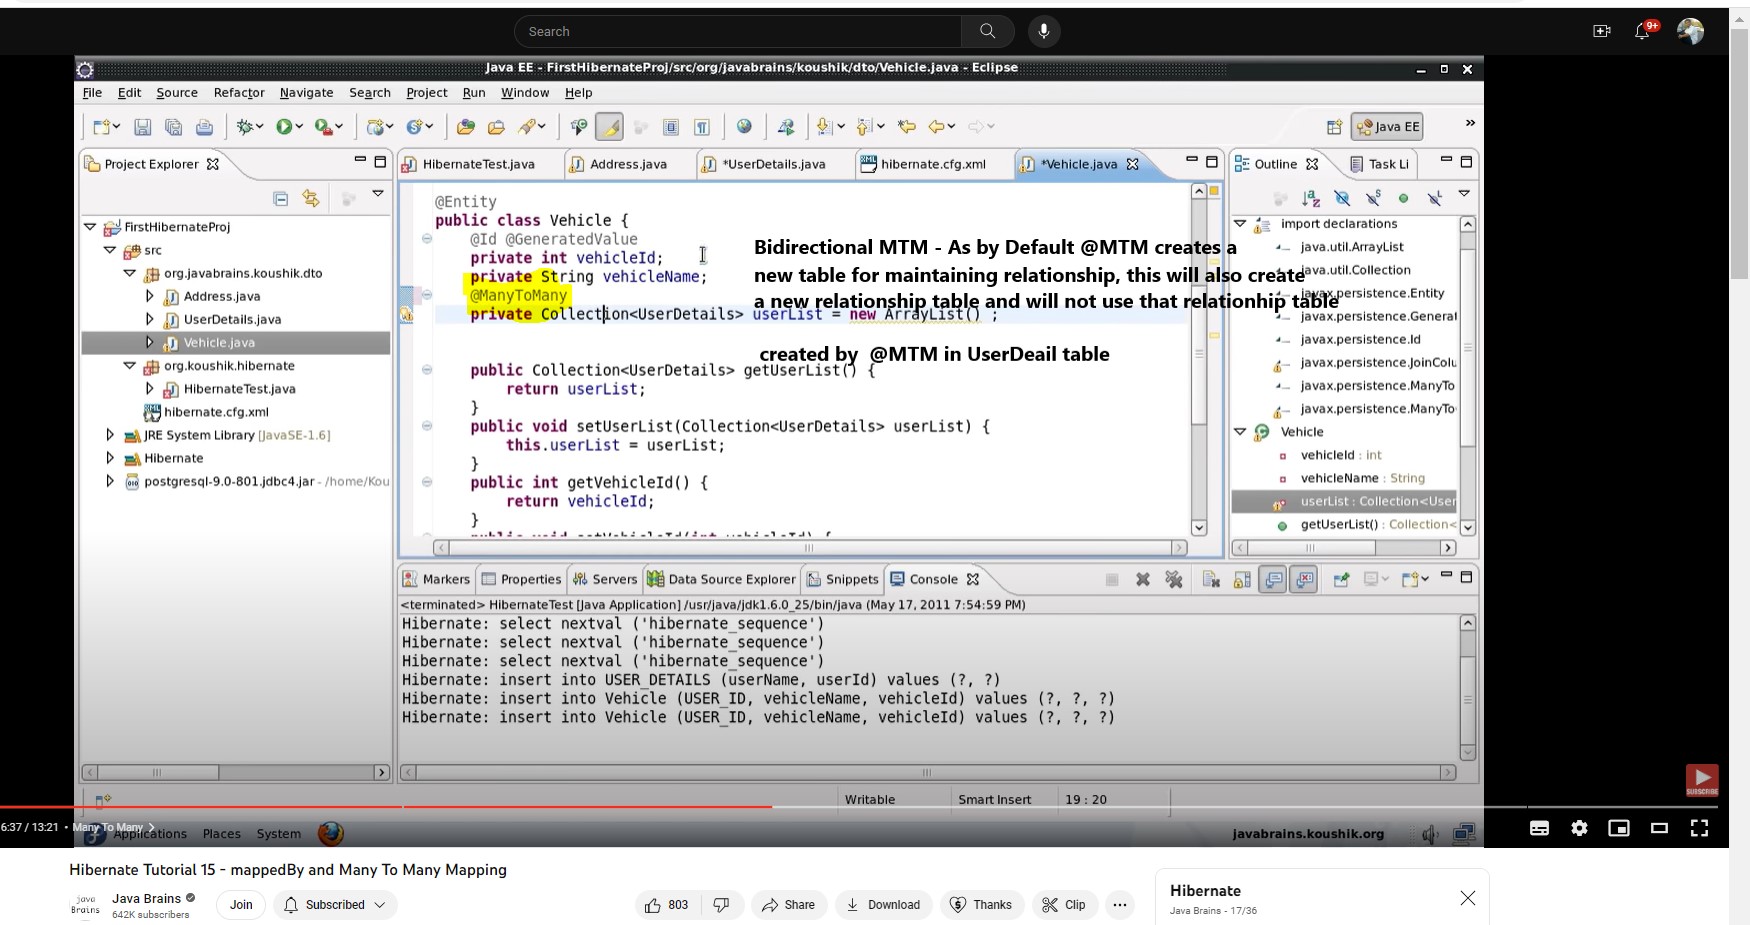 Search
9+
Java EE - FirstHibernateProj/src/org/javabrains/koushik/dto/Vehicle.java - Eclipse
File Edit Source Refactor Navigate Search Project Run Window Help
Java EE
Project Explorer
FirstHibernateProj
src
org.javabrains.koushik.dto
Address.java
UserDetails.java
Vehicle.java
org.koushik.hibernate
HibernateTest.java
hibernate.cfg.xml
JRE System Library [JavaSE-1.6]
Hibernate
postgresql-9.0-801.jdbc4.jar - /home/Kou
HibernateTest.java Address.java *UserDetails.java hibernate.cfg.xml *Vehicle.java
@Entity
public class Vehicle {
@Id @GeneratedValue
private int vehicleId;
private String vehicleName;
@ManyToMany
private Collection<UserDetails> userList = new ArrayList() ;
public Collection<UserDetails> getUserList() {
return userList;
}
public void setUserList(Collection<UserDetails> userList) {
this.userList = userList;
}
public int getVehicleId() {
return vehicleId;
}
public void setVehicleId(int vehicleId) {
Bidirectional MTM - As by Default @MTM creates a
new table for maintaining relationship, this will also create
a new relationship table and will not use that relationhip table
created by @MTM in UserDeail table
Outline Task Li
import declarations
java.util.ArrayList
java.util.Collection
javax.persistence.Entity
javax.persistence.Generat
javax.persistence.Id
javax.persistence.JoinColu
javax.persistence.ManyTo
javax.persistence.ManyTo
Vehicle
vehicleId : int
vehicleName : String
userList : Collection<User
getUserList() : Collection<
Markers Properties Servers Data Source Explorer Snippets Console
<terminated> HibernateTest [Java Application] /usr/java/jdk1.6.0_25/bin/java (May 17, 2011 7:54:59 PM)
Hibernate: select nextval ('hibernate_sequence')
Hibernate: select nextval ('hibernate_sequence')
Hibernate: select nextval ('hibernate_sequence')
Hibernate: insert into USER_DETAILS (userName, userId) values (?, ?)
Hibernate: insert into Vehicle (USER_ID, vehicleName, vehicleId) values (?, ?, ?)
Hibernate: insert into Vehicle (USER_ID, vehicleName, vehicleId) values (?, ?, ?)
SUBSCRIBE
Writable Smart Insert 19 : 20
6:37 / 13:21 • Many To Many
Applications Places System
javabrains.koushik.org
Hibernate Tutorial 15 - mappedBy and Many To Many Mapping
java
Brains
Java Brains
642K subscribers
Join
Subscribed
803
Share
Download
Thanks
Clip
Hibernate
Java Brains - 17/36